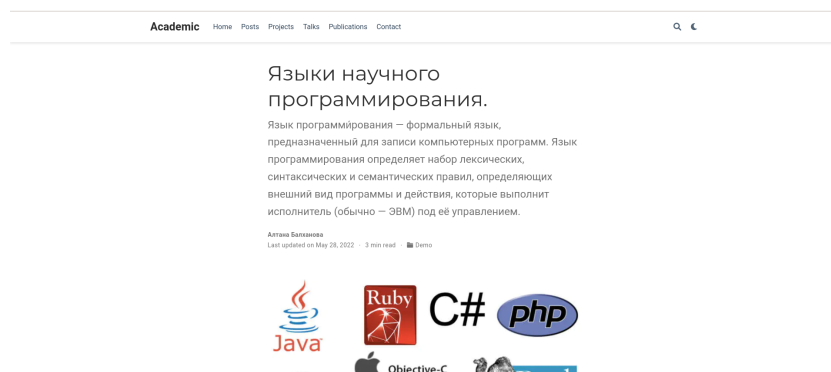 Academic Home Posts Projects Talks Publications Contact
Языки научного
программирования.
Язык программи́рования — формальный язык,
предназначенный для записи компьютерных программ. Язык
программирования определяет набор лексических,
синтаксических и семантических правил, определяющих
внешний вид программы и действия, которые выполнит
исполнитель (обычно — ЭВМ) под её управлением.
Алтана Балханова
Last updated on May 28, 2022 · 3 min read · Demo
Java Ruby C# php
Objective-C